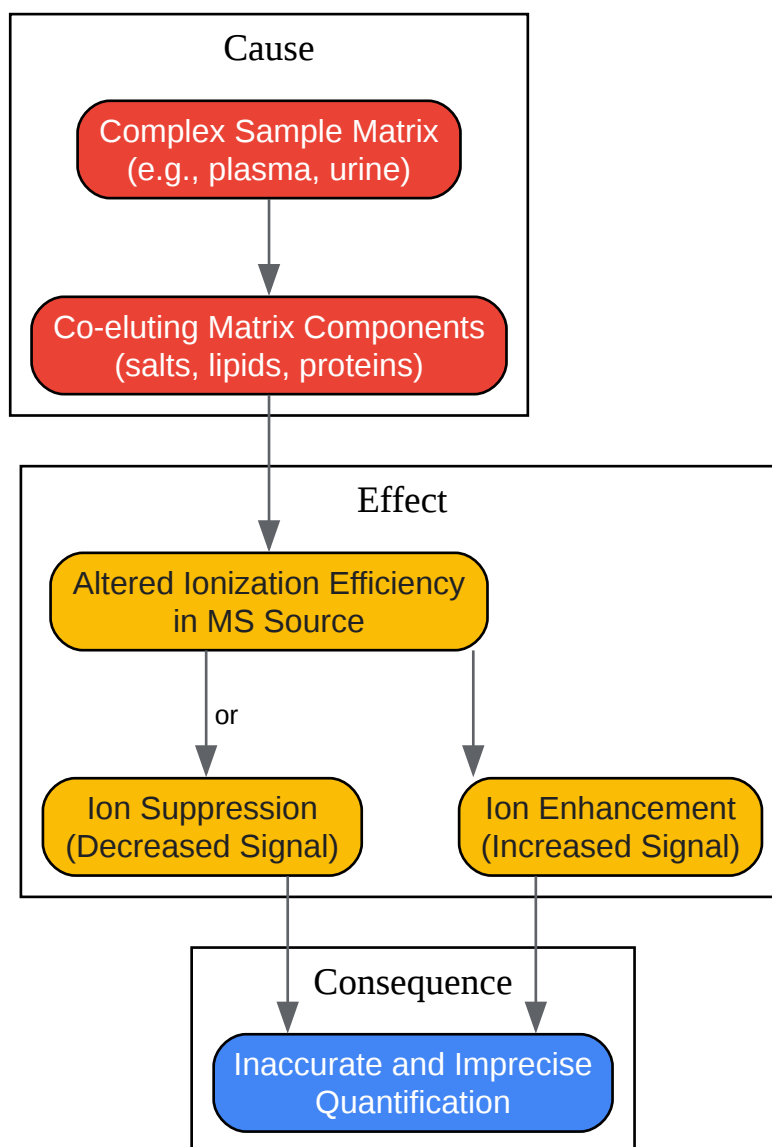 Cause
Complex Sample Matrix
(e.g., plasma, urine)
Co-eluting Matrix Components
(salts, lipids, proteins)
Effect
Altered Ionization Efficiency
in MS Source
or
Ion Suppression
(Decreased Signal)
Ion Enhancement
(Increased Signal)
Consequence
Inaccurate and Imprecise
Quantification